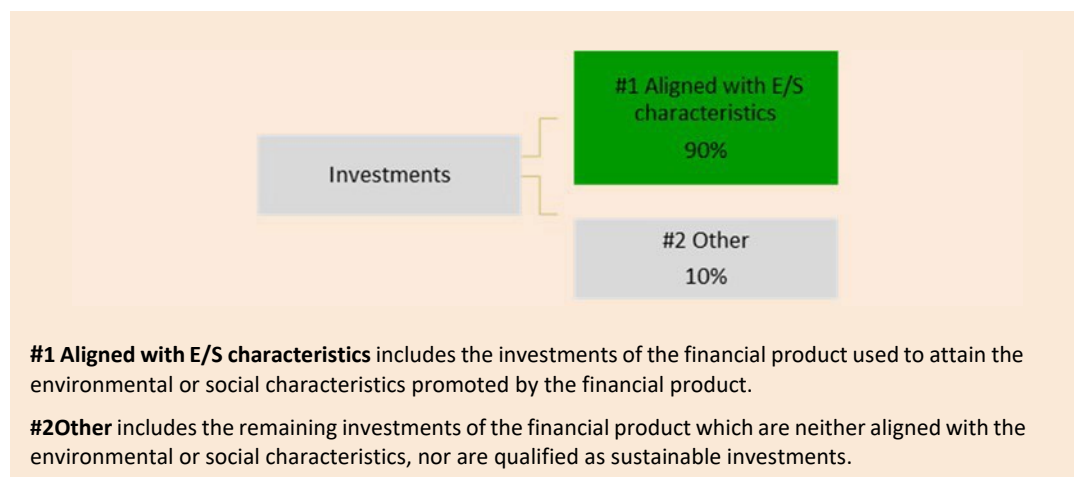 #1 Aligned with E/S
characteristics
90%
Investments
#2 Other
10%
#1 Aligned with E/S characteristics includes the investments of the financial product used to attain the
environmental or social characteristics promoted by the financial product.
#2Other includes the remaining investments of the financial product which are neither aligned with the
environmental or social characteristics, nor are qualified as sustainable investments.